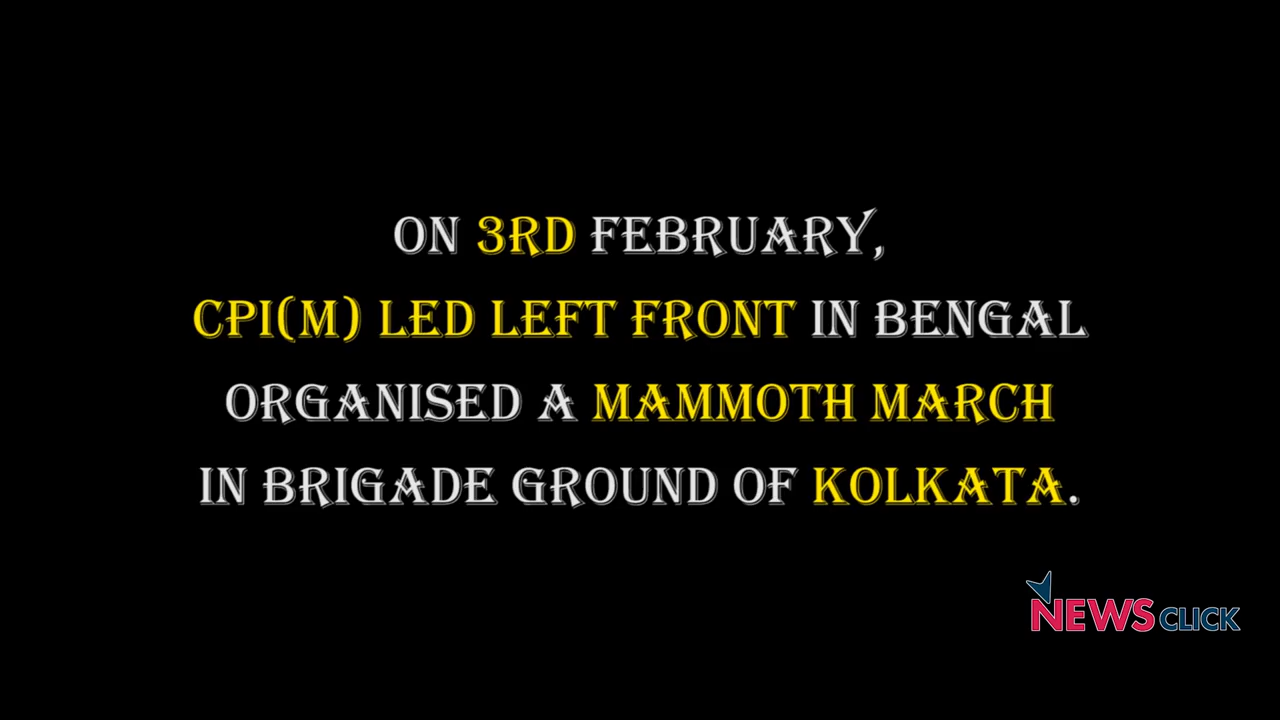 ON 3RD FEBRUARY,
CPI(M) LED LEFT FRONT IN BENGAL
ORGANISED A MAMMOTH MARCH
IN BRIGADE GROUND OF KOLKATA.
NEWSCLICK